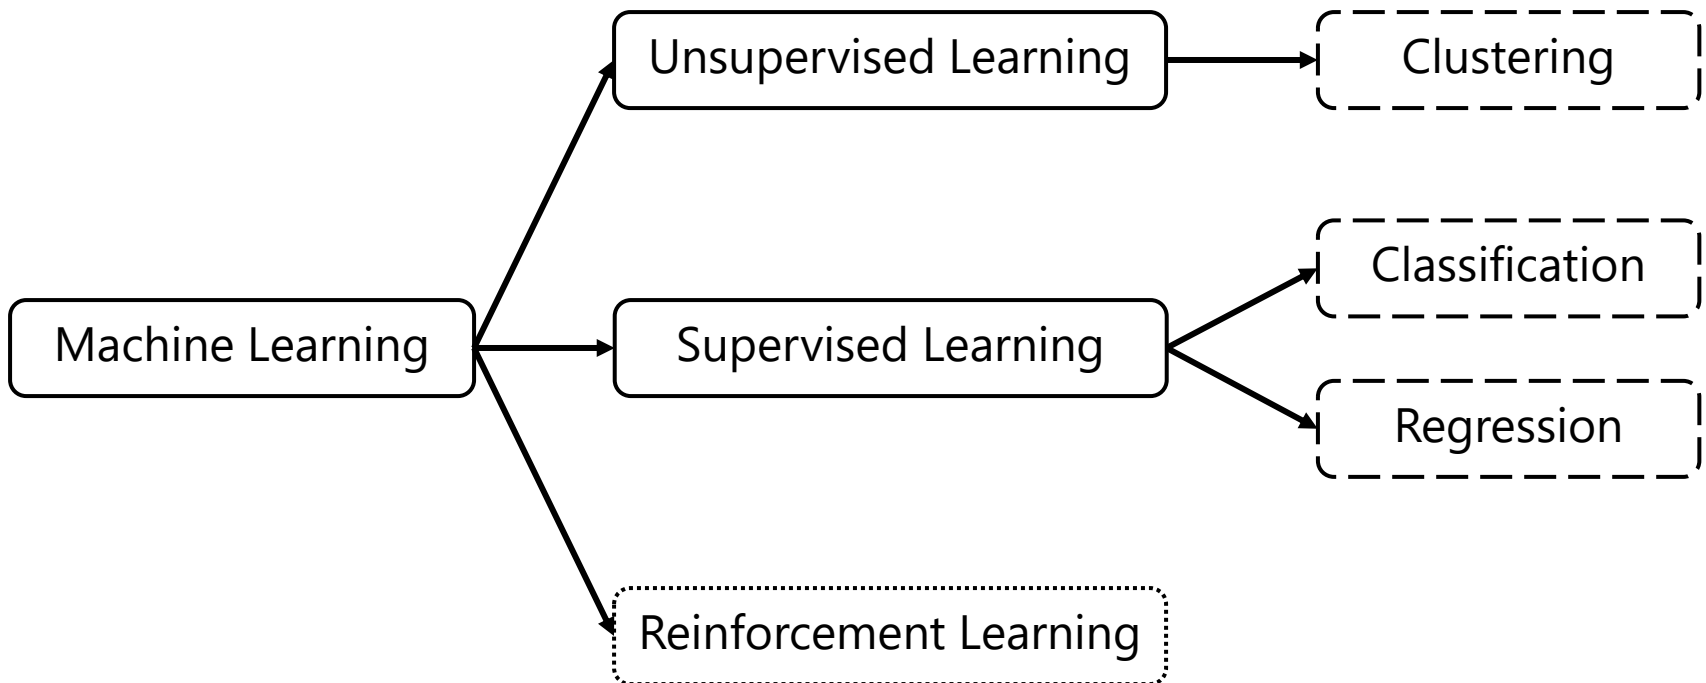 Unsupervised Learning
Clustering
Classification
Machine Learning
Supervised Learning
Regression
Reinforcement Learning